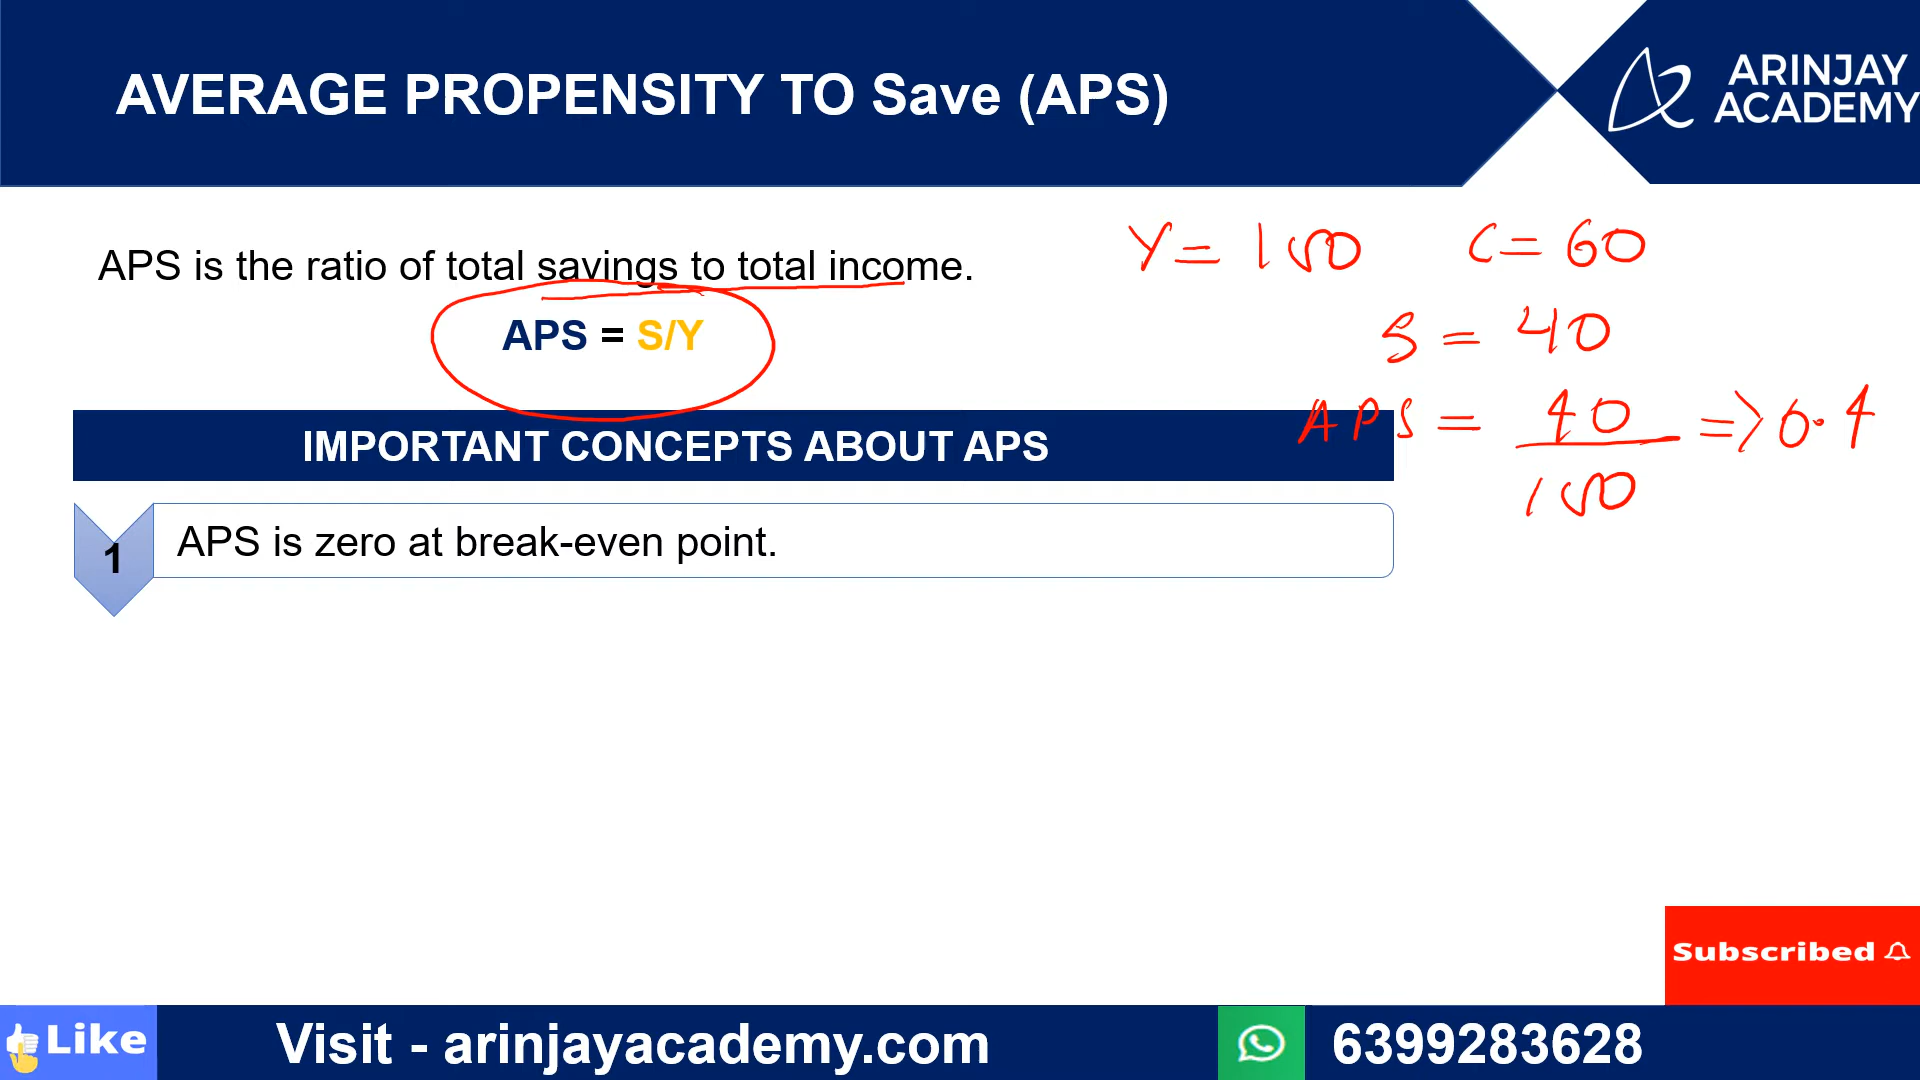 AVERAGE PROPENSITY TO Save (APS)
ARINJAY
ACADEMY
APS is the ratio of total savings to total income.
APS = S/Y
Y = 100 C = 60
S = 40
APS = 40/100 => 0.4
IMPORTANT CONCEPTS ABOUT APS
1 APS is zero at break-even point.
Subscribed
Like
Visit - arinjayacademy.com
6399283628